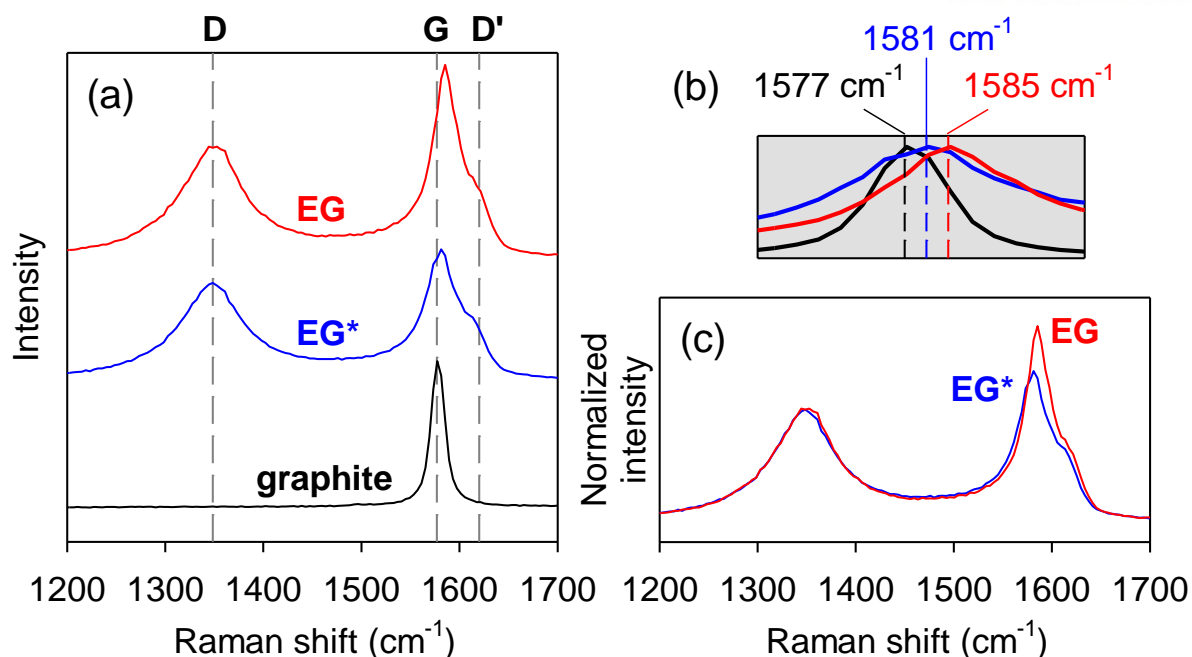 D G D'
(a)
EG
EG*
graphite
Intensity
1200 1300 1400 1500 1600 1700
Raman shift (cm⁻¹)
(b)
1581 cm⁻¹
1577 cm⁻¹ 1585 cm⁻¹
(c)
EG
EG*
Normalized
intensity
1200 1300 1400 1500 1600 1700
Raman shift (cm⁻¹)